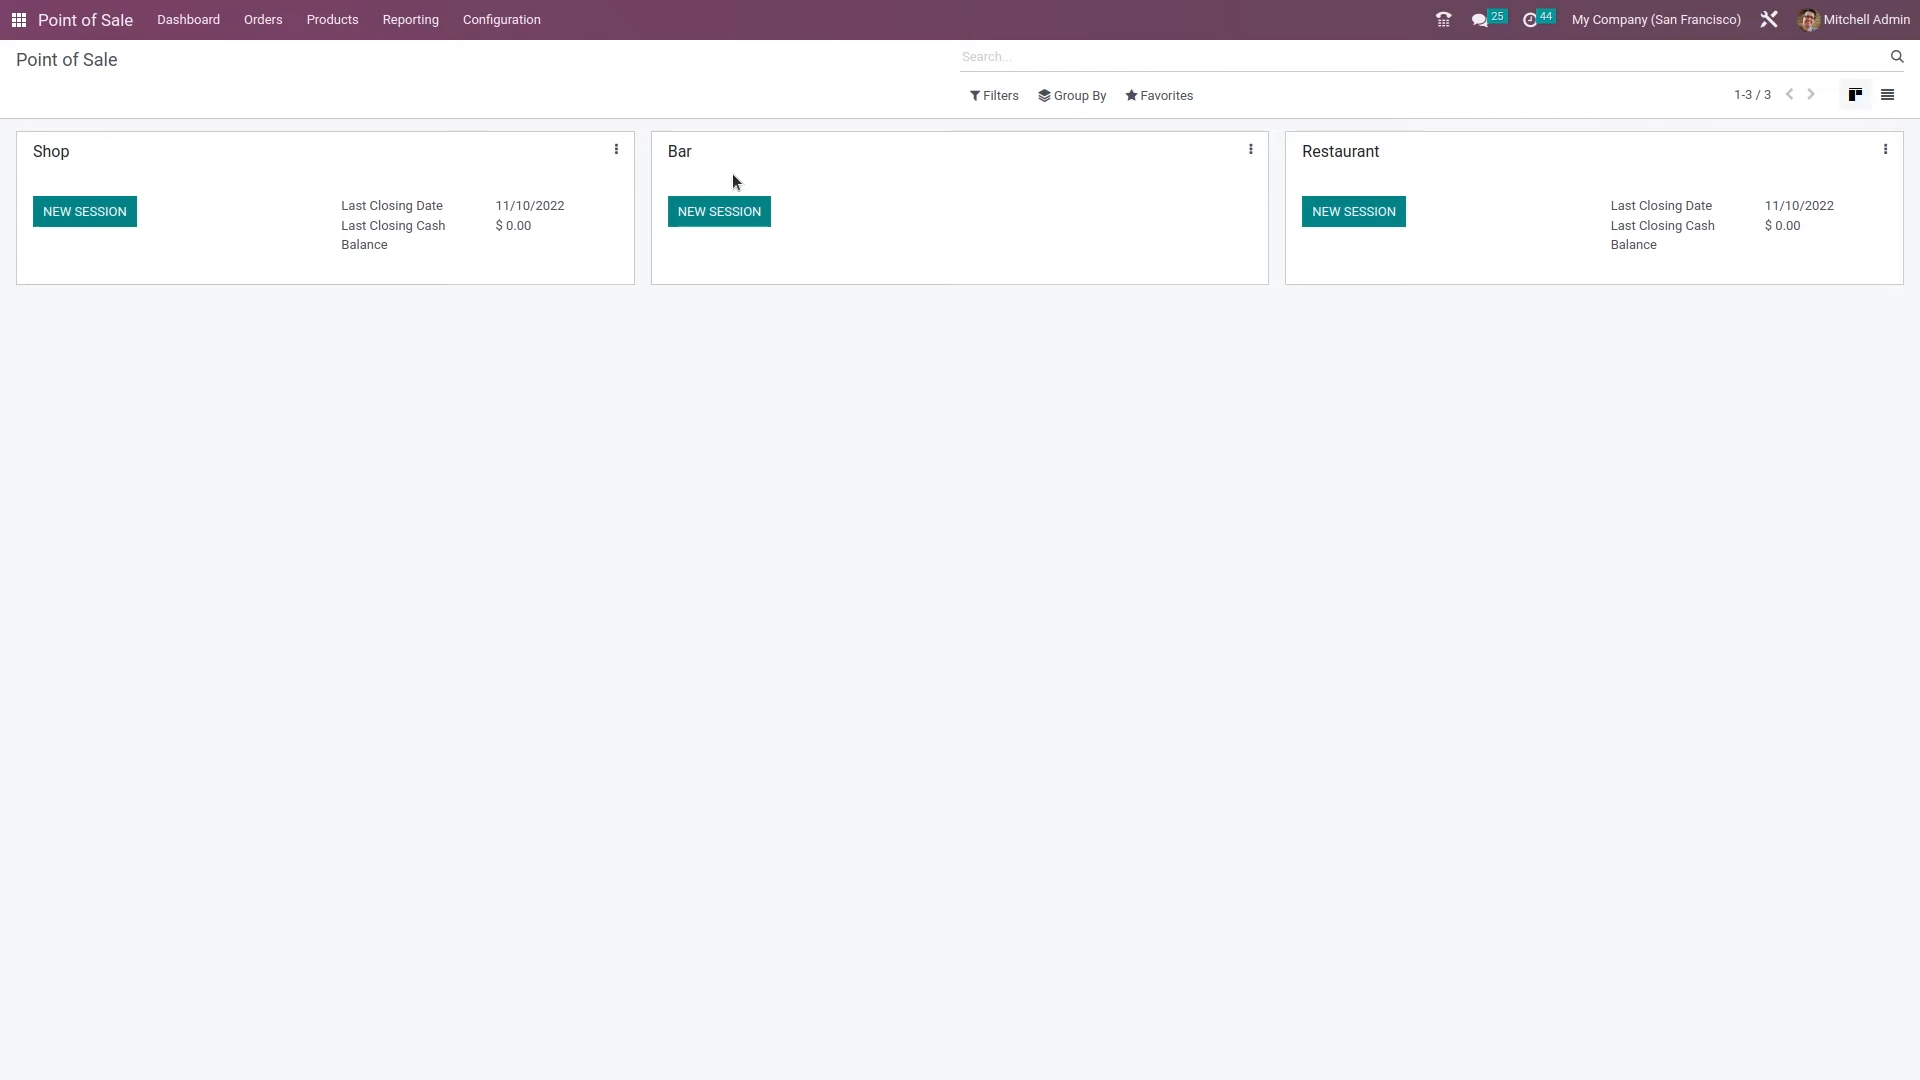 Point of Sale Dashboard Orders Products Reporting Configuration 25 44 My Company (San Francisco) Mitchell Admin
Point of Sale
Search...
Filters Group By Favorites 1-3 / 3
Shop
NEW SESSION
Last Closing Date 11/10/2022
Last Closing Cash $ 0.00
Balance
Bar
NEW SESSION
Restaurant
NEW SESSION
Last Closing Date 11/10/2022
Last Closing Cash $ 0.00
Balance